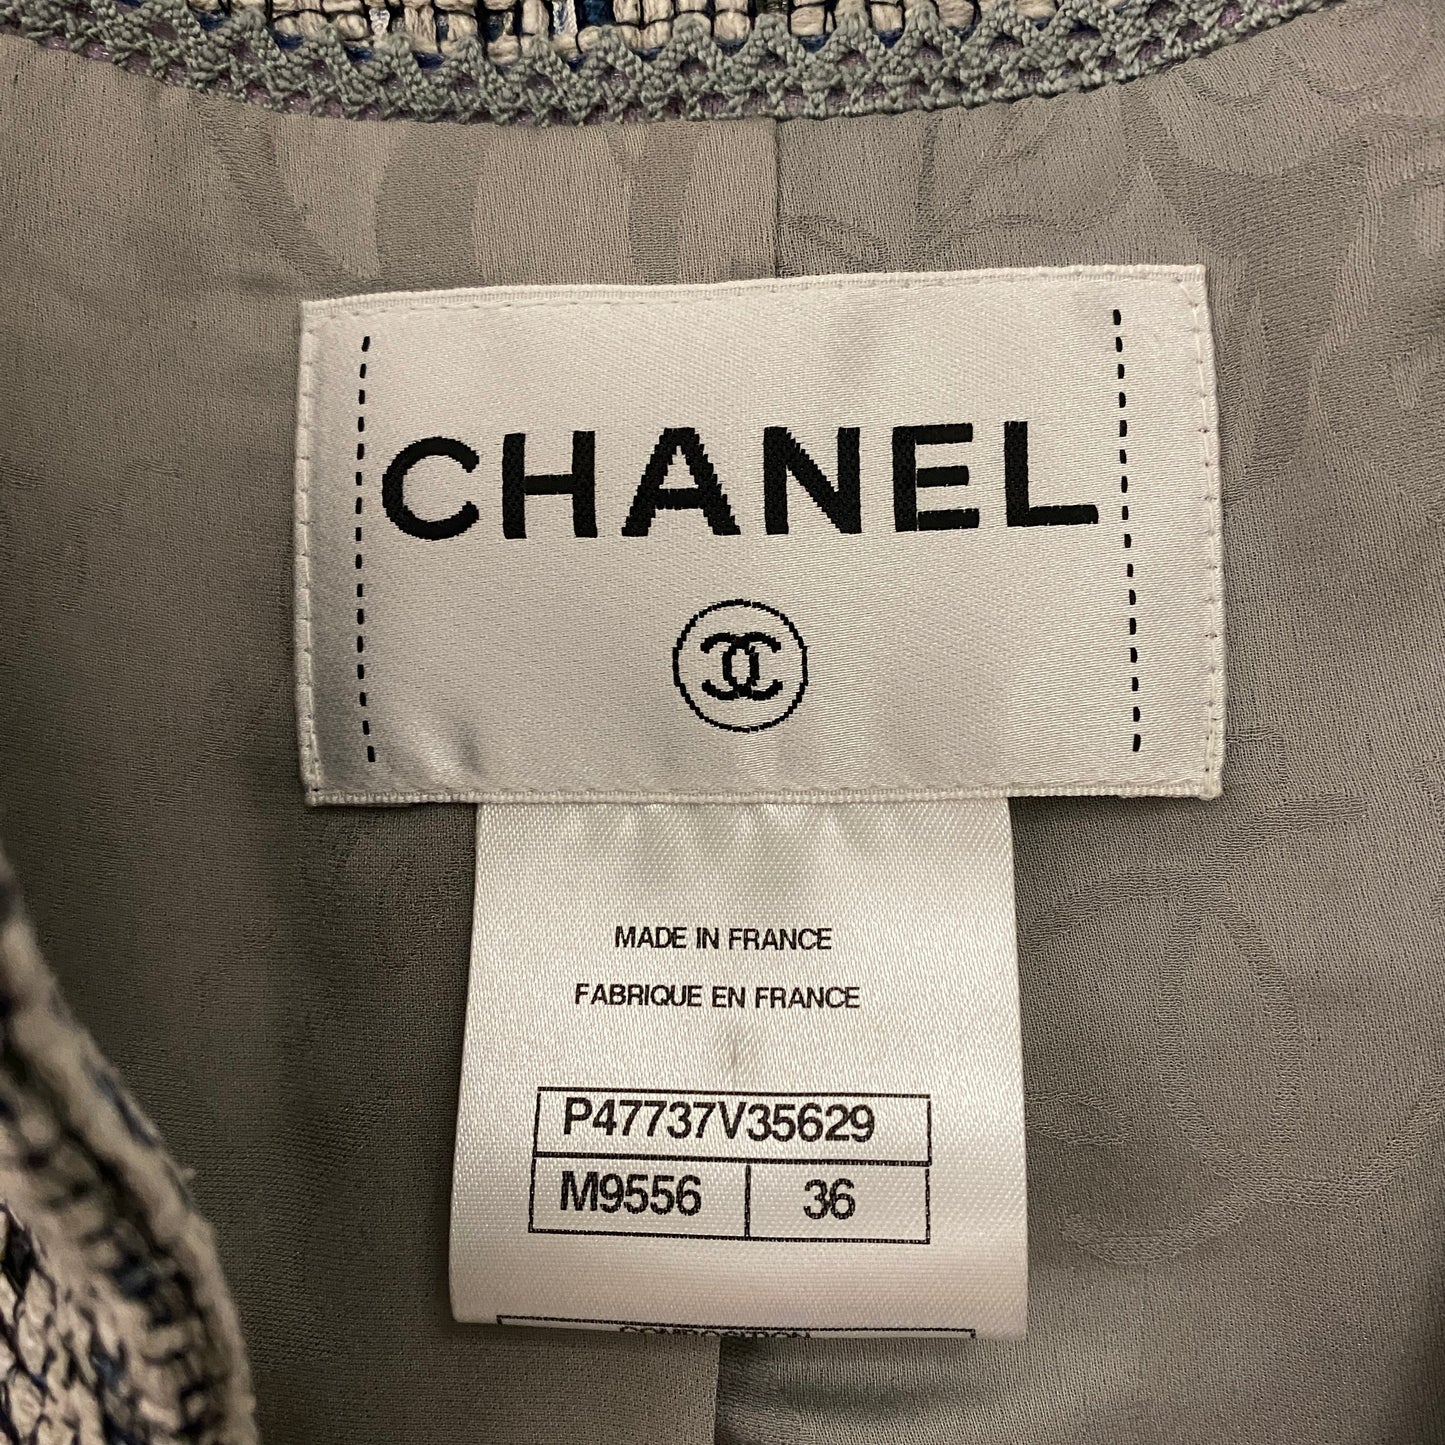 CHANEL
MADE IN FRANCE
FABRIQUE EN FRANCE
P47737V35629
M9556 36